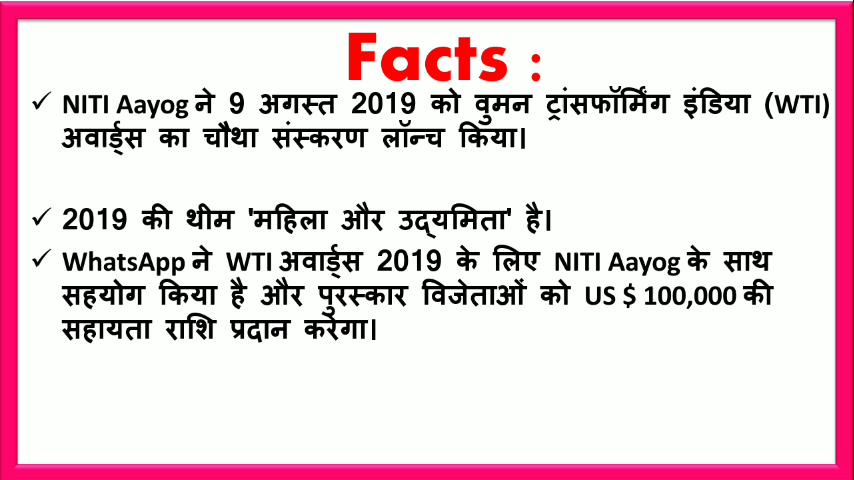 Facts :
✓ NITI Aayog ने 9 अगस्त 2019 को वुमन ट्रांसफॉर्मिंग इंडिया (WTI)
अवार्ड्स का चौथा संस्करण लॉन्च किया।
✓ 2019 की थीम 'महिला और उद्यमिता' है।
✓ WhatsApp ने WTI अवार्ड्स 2019 के लिए NITI Aayog के साथ
सहयोग किया है और पुरस्कार विजेताओं को US $ 100,000 की
सहायता राशि प्रदान करेगा।